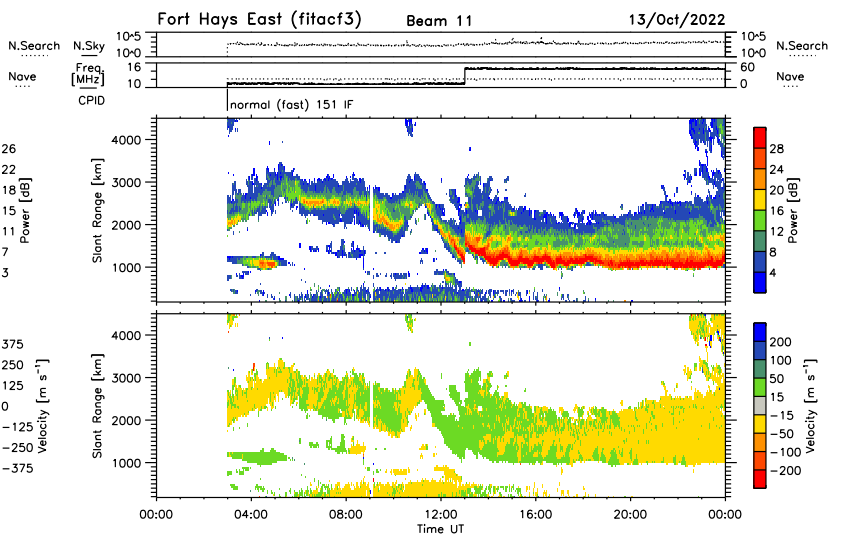 Fort Hays East (fitacf3) Beam 11 13/Oct/2022
N.Search N.Sky 10^5 10^0 10^5 10^0 N.Search
Nave Freq. [MHz] 16 10 60 0 Nave
CPID normal (fast) 151 IF
26 22 18 15 11 7 3
Power [dB]
4000 3000 2000 1000
Slant Range [km]
28 24 20 16 12 8 4
Power [dB]
375 250 125 0 −125 −250 −375
Velocity [m s⁻¹]
4000 3000 2000 1000
Slant Range [km]
200 100 50 15 −15 −50 −100 −200
Velocity [m s⁻¹]
00:00 04:00 08:00 12:00 16:00 20:00 00:00
Time UT